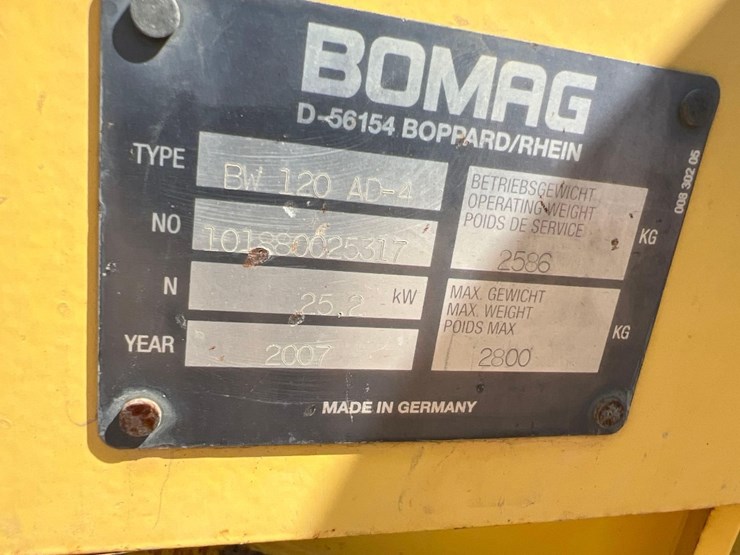 BOMAG
D-56154 BOPPARD/RHEIN
TYPE BW 120 AD-4
NO 101880025317
N 25.2 kW
YEAR 2007
BETRIEBSGEWICHT
OPERATING WEIGHT
POIDS DE SERVICE
2586 KG
MAX. GEWICHT
MAX. WEIGHT
POIDS MAX
2800 KG
MADE IN GERMANY
008 302 06